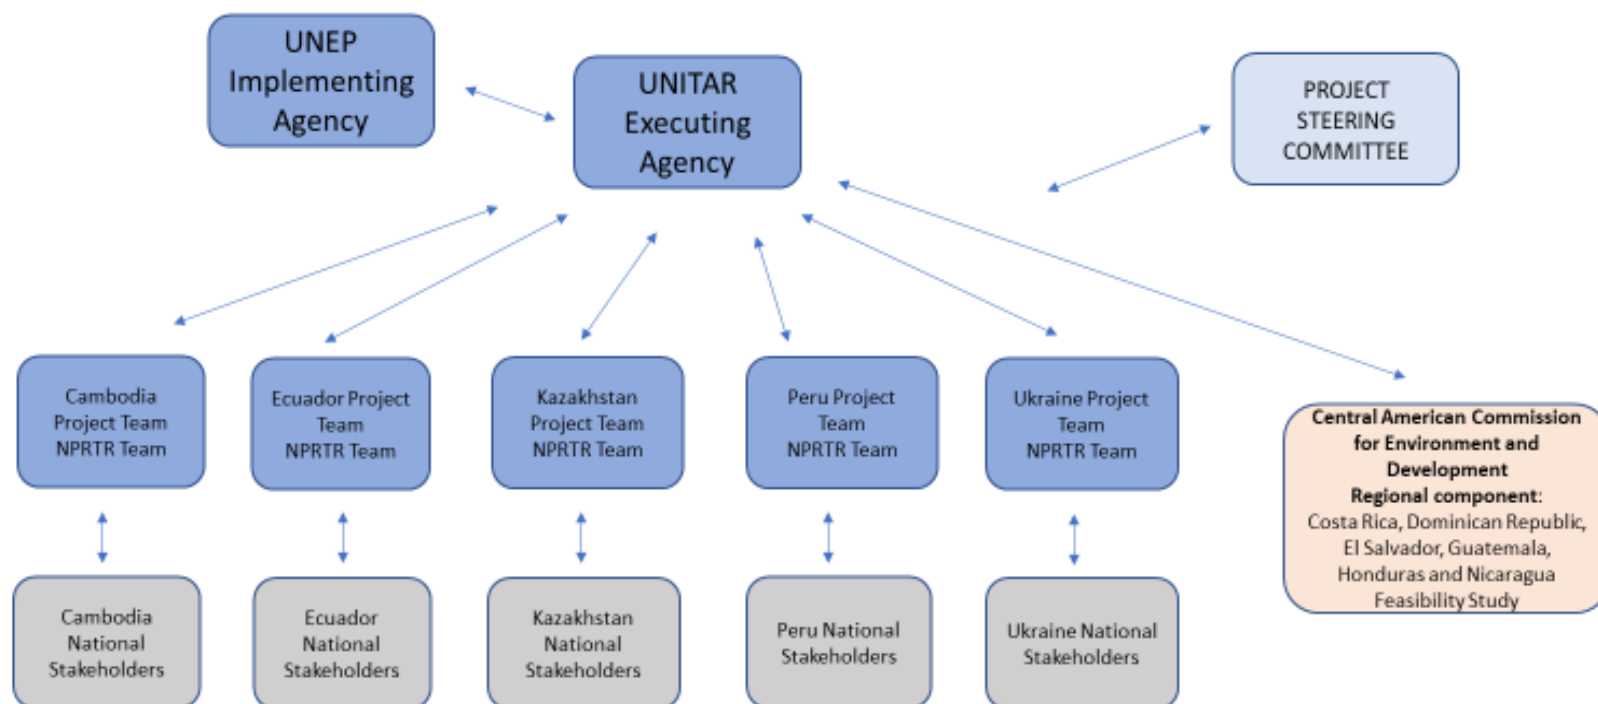 UNEP
Implementing
Agency
UNITAR
Executing
Agency
PROJECT
STEERING
COMMITTEE
Cambodia
Project Team
NPRTR Team
Ecuador Project
Team
NPRTR Team
Kazakhstan
Project Team
NPRTR Team
Peru Project
Team
NPRTR Team
Ukraine Project
Team
NPRTR Team
Central American Commission
for Environment and
Development
Regional component:
Costa Rica, Dominican Republic,
El Salvador, Guatemala,
Honduras and Nicaragua
Feasibility Study
Cambodia
National
Stakeholders
Ecuador
National
Stakeholders
Kazakhstan
National
Stakeholders
Peru National
Stakeholders
Ukraine National
Stakeholders